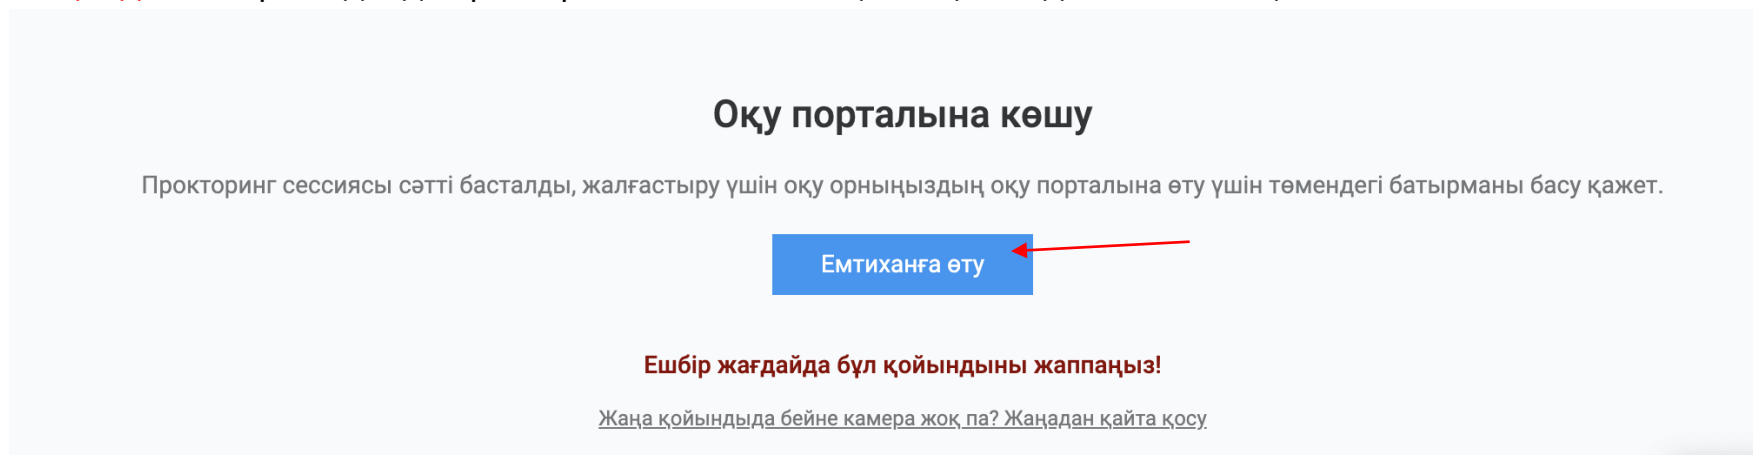 Оқу порталына көшу
Прокторинг сессиясы сәтті басталды, жалғастыру үшін оқу орныңыздың оқу порталына өту үшін төмендегі батырманы басу қажет.
Емтиханға өту
Ешбір жағдайда бұл қойындыны жаппаңыз!
Жаңа қойындыда бейне камера жоқ па? Жаңадан қайта қосу